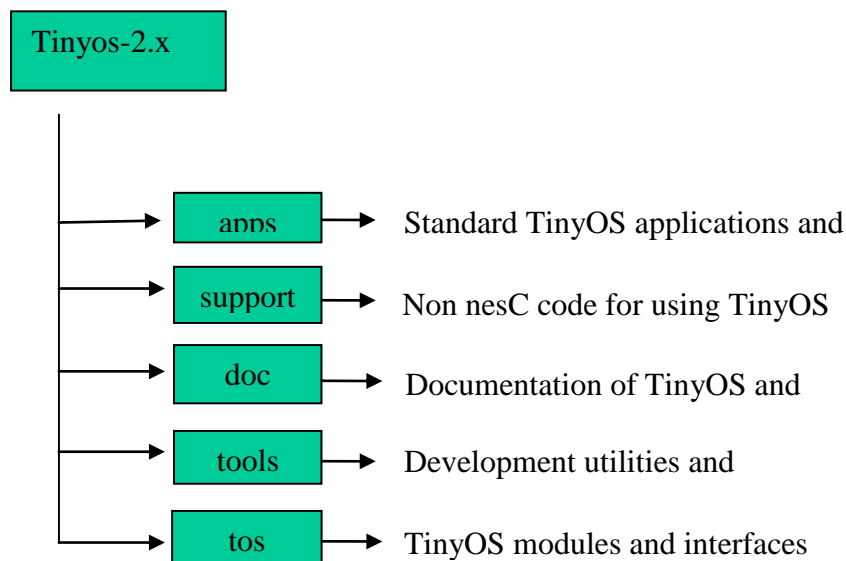 Tinyos-2.x
apps Standard TinyOS applications and
support Non nesC code for using TinyOS
doc Documentation of TinyOS and
tools Development utilities and
tos TinyOS modules and interfaces